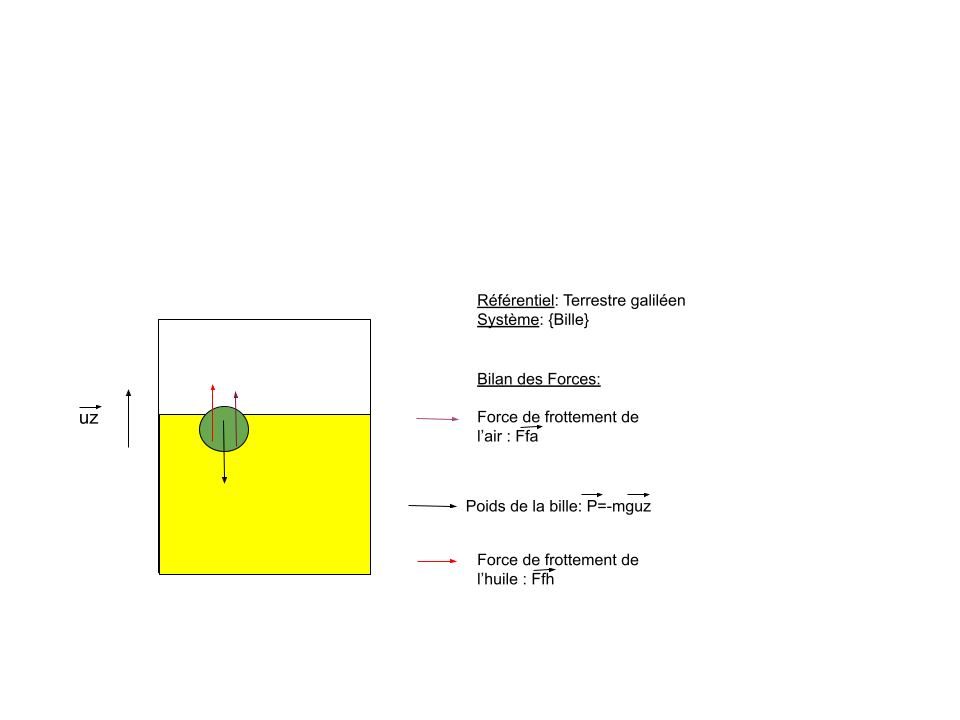 Référentiel: Terrestre galiléen
Système: {Bille}
Bilan des Forces:
uz
Force de frottement de
l’air : Ffa
Poids de la bille: P=-mguz
Force de frottement de
l’huile : Ffh